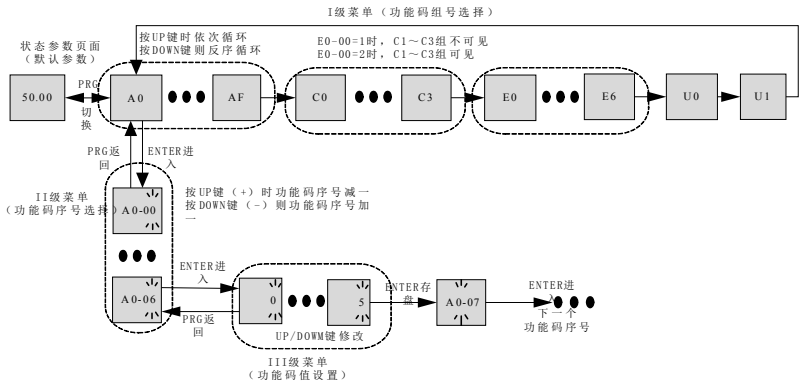 I级菜单（功能码组号选择）
按UP键时依次循环
按DOWN键则反序循环
E0-00=1时，C1～C3组不可见
E0-00=2时，C1～C3组可见
状态参数页面
（默认参数）
50.00
PRG
切
换
A0
AF
C0
C3
E0
E6
U0
U1
PRG返
回
ENTER进
入
II级菜单
（功能码序号选择）
按UP键（+）时功能码序号减一
按DOWN键（-）则功能码序号加
一
A0-00
A0-06
ENTER进
入
PRG返
回
0
5
UP/DOWM键修改
III级菜单
（功能码值设置）
ENTER存
盘
A0-07
ENTER进
入
下一个
功能码序号